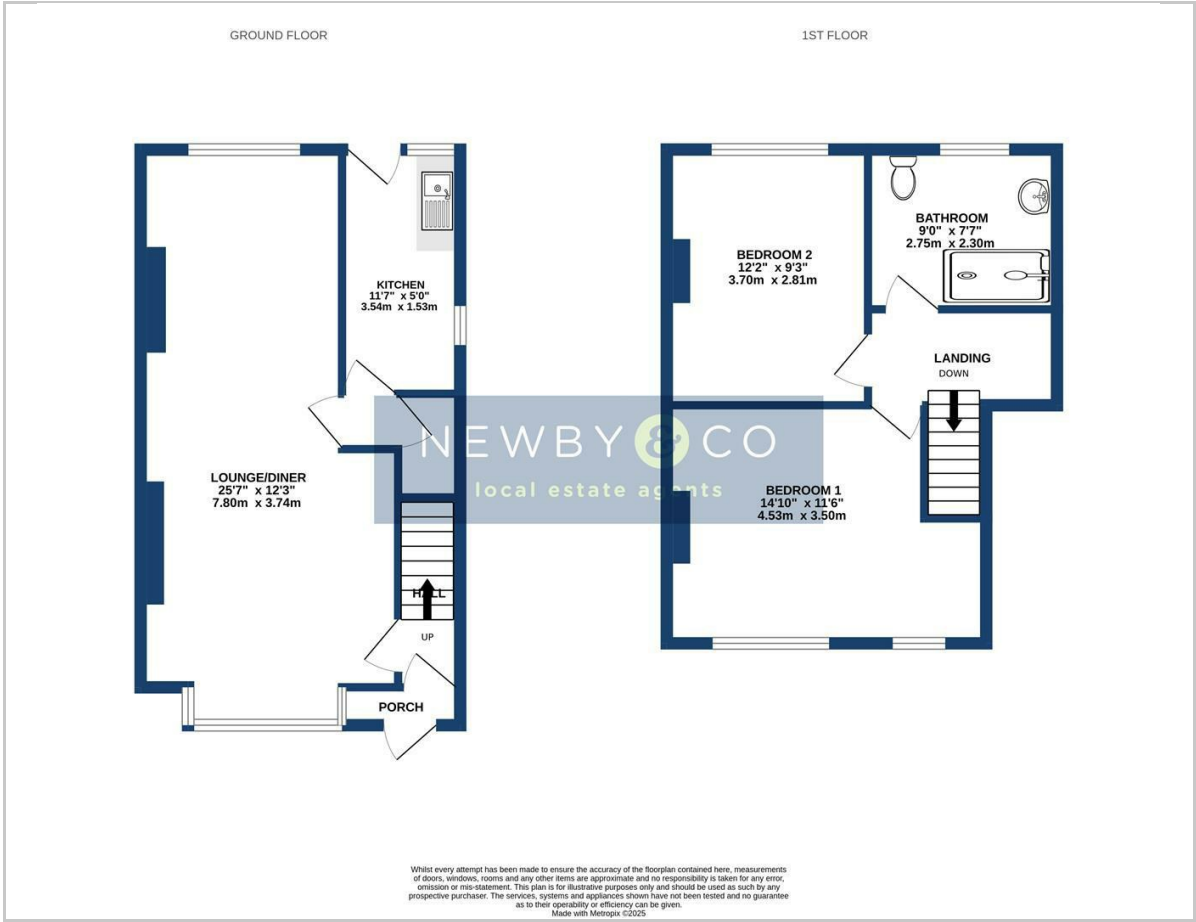 GROUND FLOOR
1ST FLOOR
KITCHEN
11'7" x 5'0"
3.54m x 1.53m
LOUNGE/DINER
25'7" x 12'3"
7.80m x 3.74m
HALL
UP
PORCH
BEDROOM 2
12'2" x 9'3"
3.70m x 2.81m
BATHROOM
9'0" x 7'7"
2.75m x 2.30m
LANDING
DOWN
BEDROOM 1
14'10" x 11'6"
4.53m x 3.50m
NEWBY & CO
local estate agents
Whilst every attempt has been made to ensure the accuracy of the floorplan contained here, measurements
of doors, windows, rooms and any other items are approximate and no responsibility is taken for any error,
omission or mis-statement. This plan is for illustrative purposes only and should be used as such by any
prospective purchaser. The services, systems and appliances shown have not been tested and no guarantee
as to their operability or efficiency can be given.
Made with Metropix ©2025